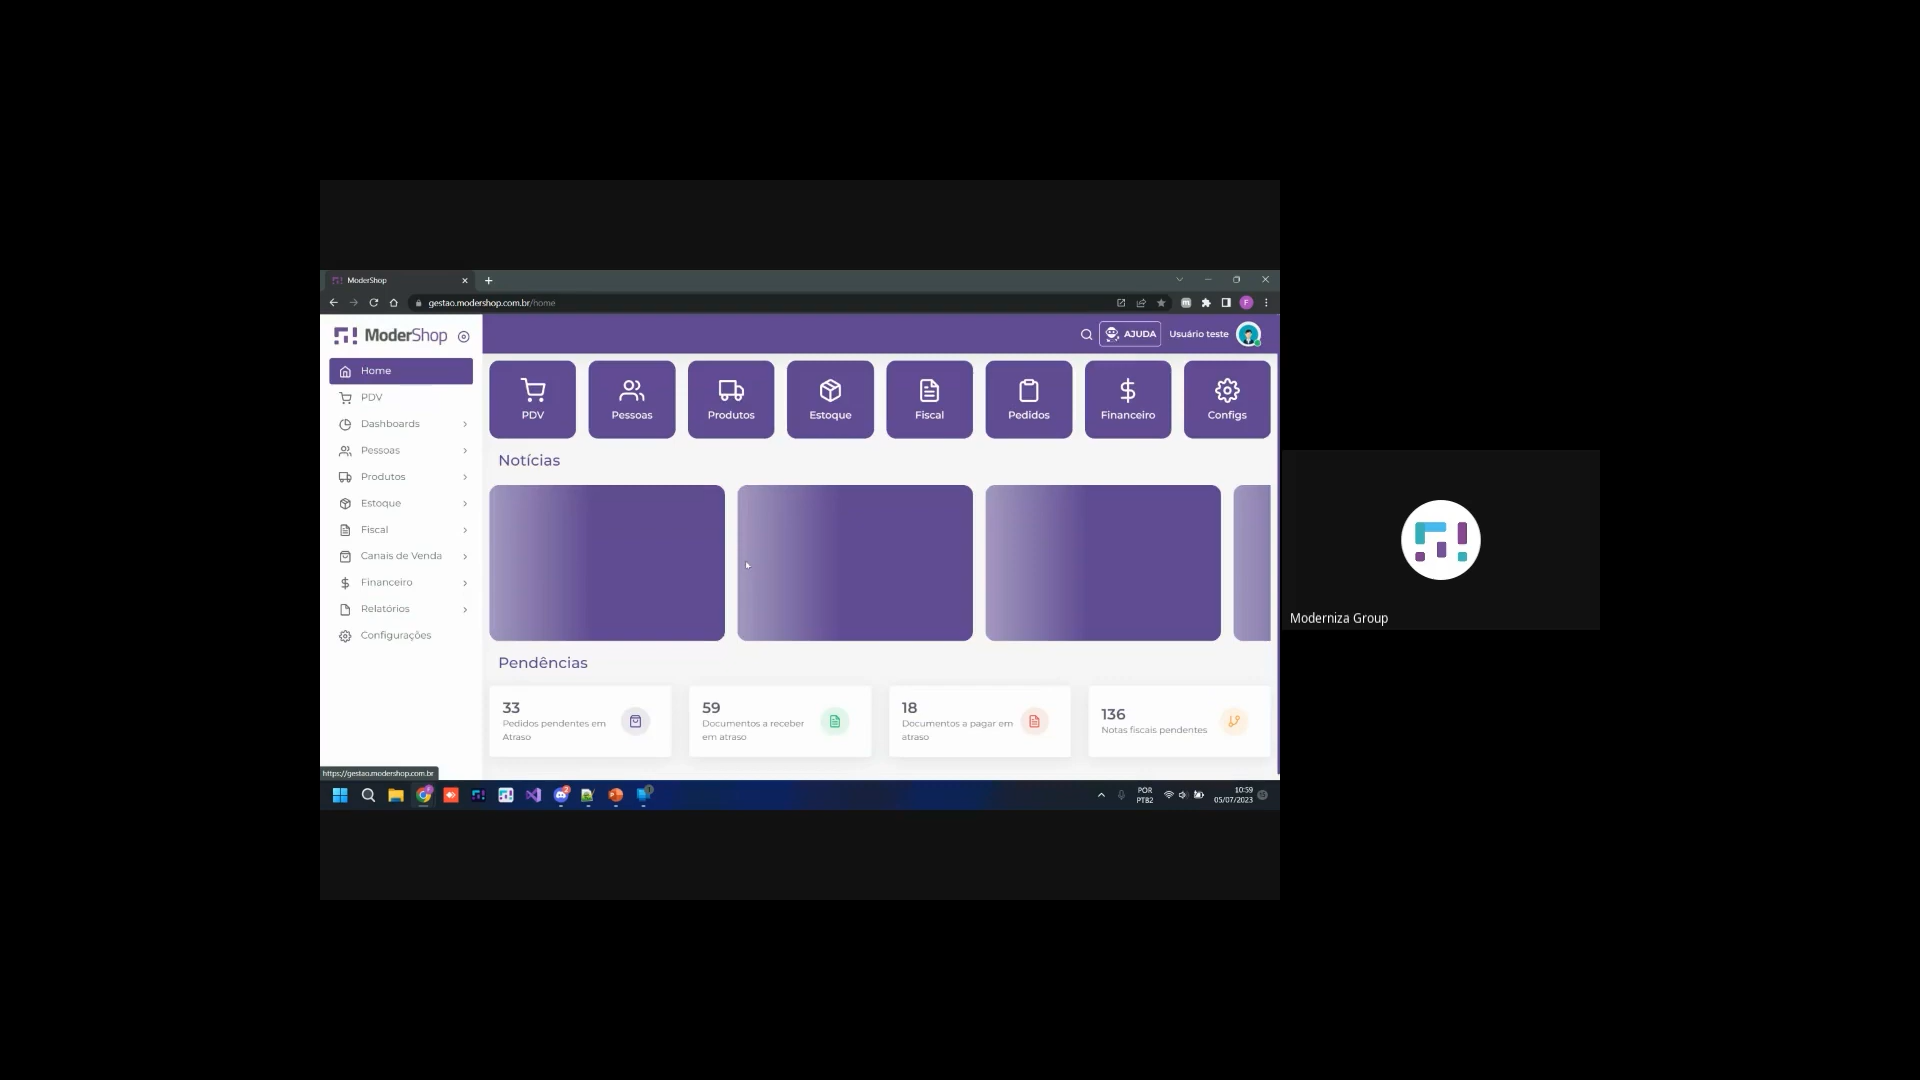 ModerShop
gestao.modershop.com.br/home
ModerShop
AJUDA
Usuário teste
Home
PDV
Dashboards
Pessoas
Produtos
Estoque
Fiscal
Canais de Venda
Financeiro
Relatórios
Configurações
PDV
Pessoas
Produtos
Estoque
Fiscal
Pedidos
Financeiro
Configs
Notícias
Pendências
33
Pedidos pendentes em
Atraso
59
Documentos a receber
em atraso
18
Documentos a pagar em
atraso
136
Notas fiscais pendentes
https://gestao.modershop.com.br
POR
PTB2
10:59
05/07/2023
Moderniza Group